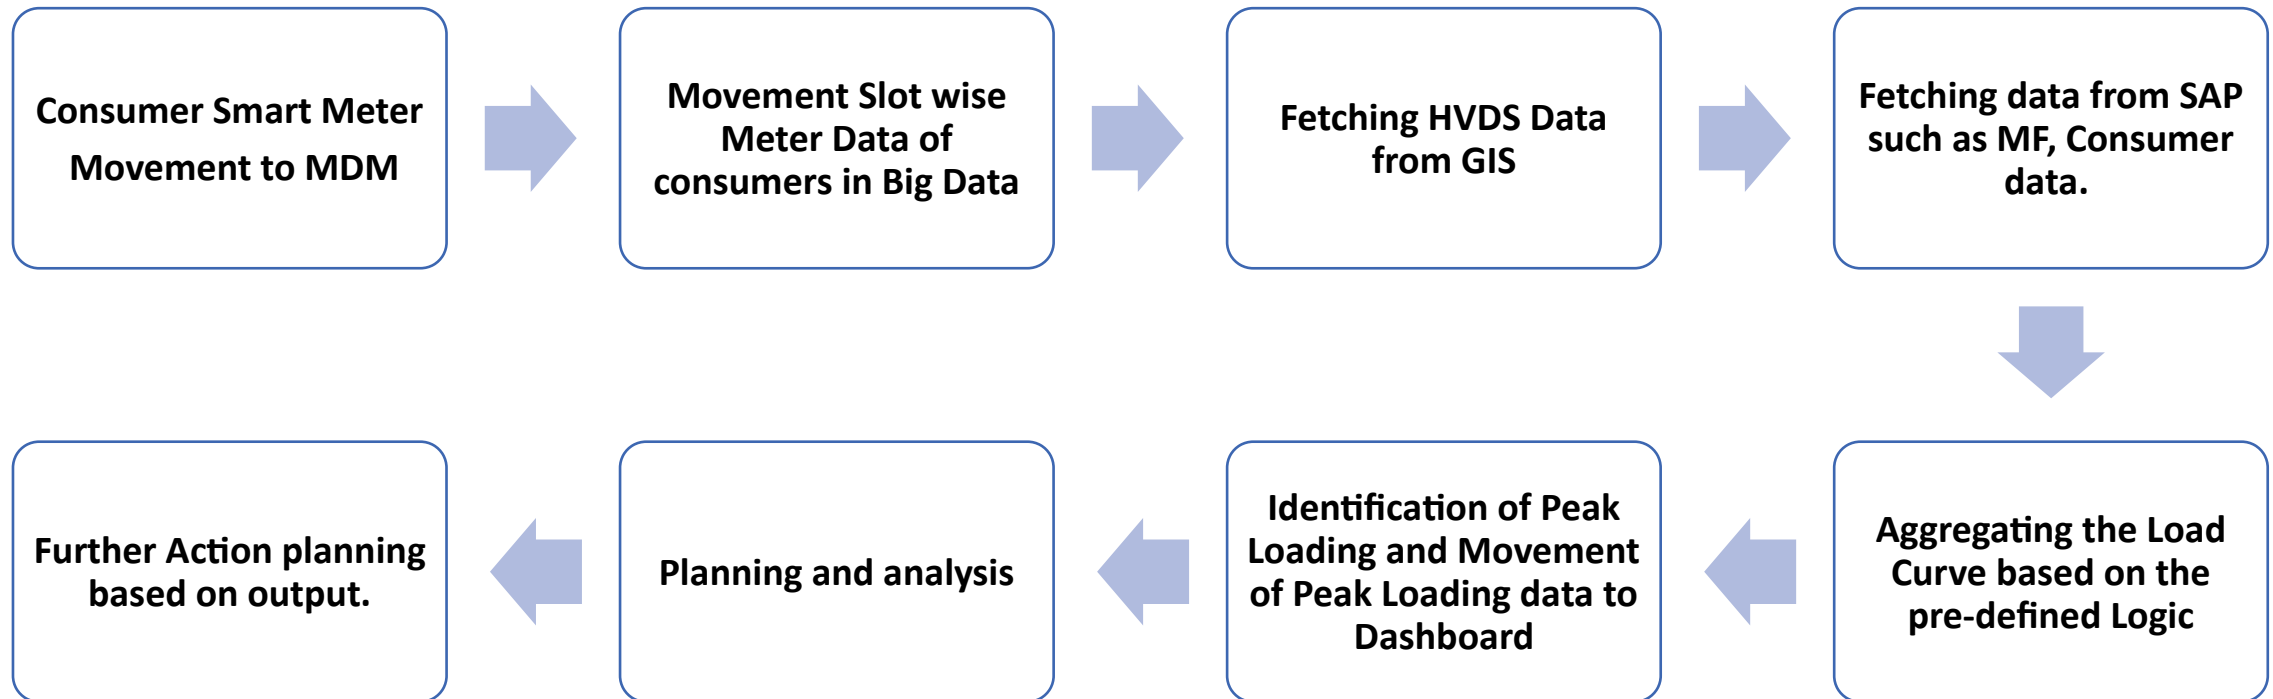 Consumer Smart Meter
Movement to MDM
Movement Slot wise
Meter Data of
consumers in Big Data
Fetching HVDS Data
from GIS
Fetching data from SAP
such as MF, Consumer
data.
Aggregating the Load
Curve based on the
pre-defined Logic
Identification of Peak
Loading and Movement
of Peak Loading data to
Dashboard
Planning and analysis
Further Action planning
based on output.